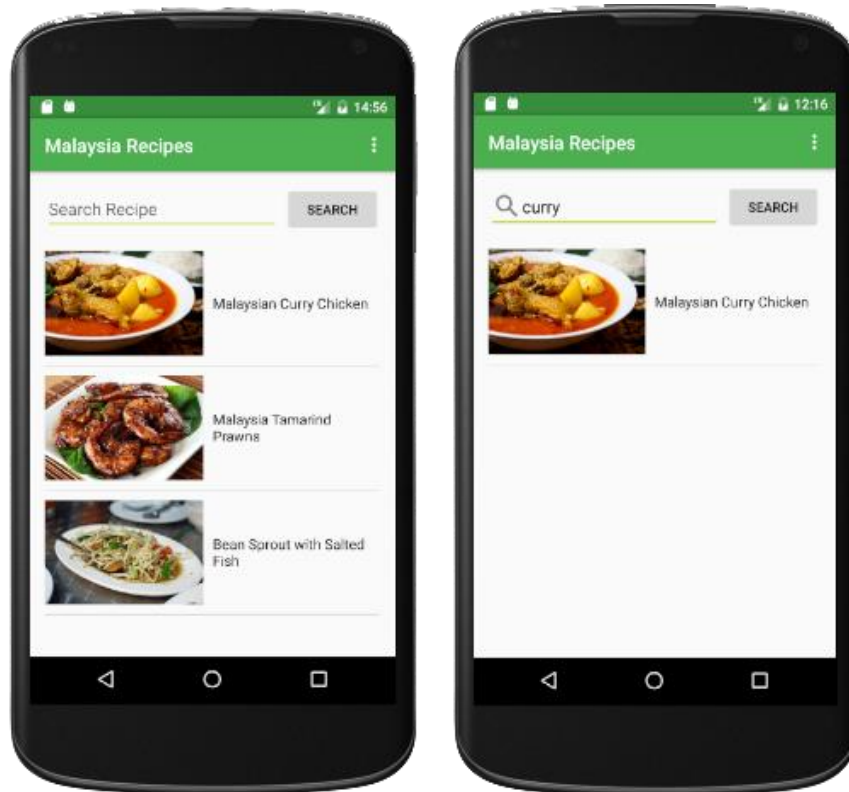 14:56
Malaysia Recipes
Search Recipe SEARCH
Malaysian Curry Chicken
Malaysia Tamarind
Prawns
Bean Sprout with Salted
Fish
12:16
Malaysia Recipes
curry SEARCH
Malaysian Curry Chicken